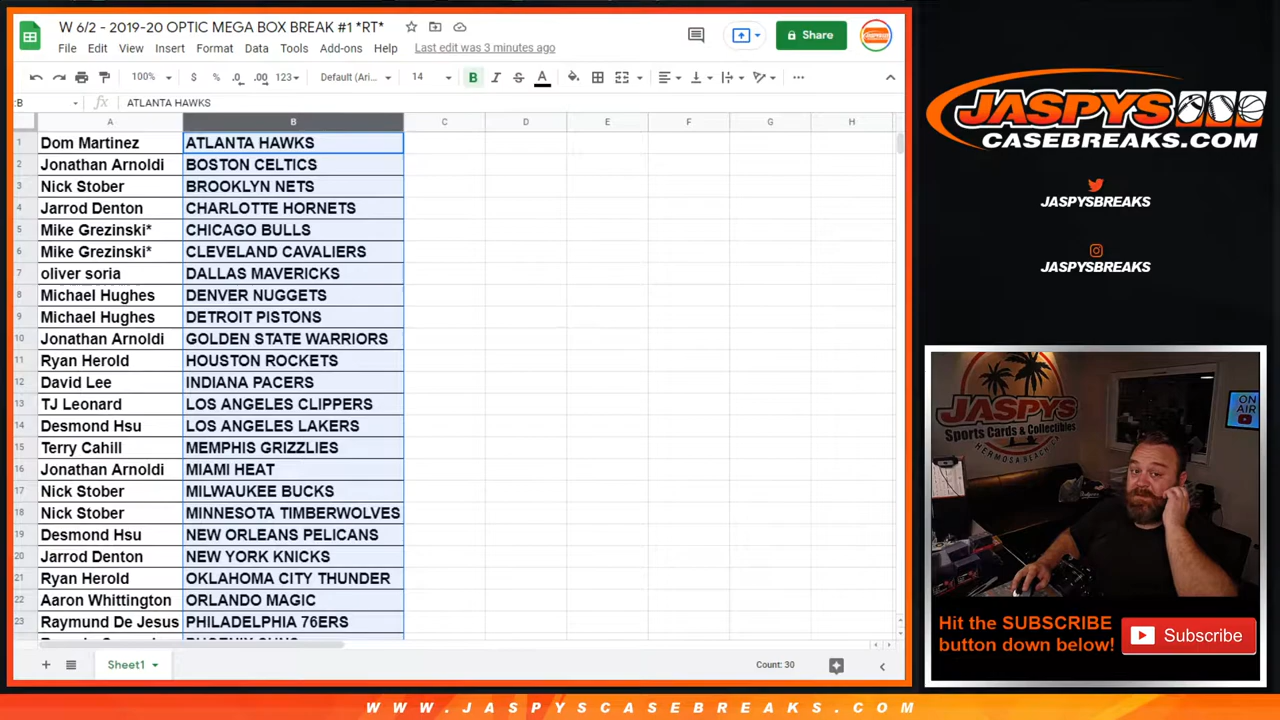 W 6/2 - 2019-20 OPTIC MEGA BOX BREAK #1 *RT*
File Edit View Insert Format Data Tools Add-ons Help Last edit was 3 minutes ago
Share
100% $ % .0 .00 123 Default (Ari... 14 B I S A
:B fx ATLANTA HAWKS
A B C D E F G H
1 Dom Martinez ATLANTA HAWKS
2 Jonathan Arnoldi BOSTON CELTICS
3 Nick Stober BROOKLYN NETS
4 Jarrod Denton CHARLOTTE HORNETS
5 Mike Grezinski* CHICAGO BULLS
6 Mike Grezinski* CLEVELAND CAVALIERS
7 oliver soria DALLAS MAVERICKS
8 Michael Hughes DENVER NUGGETS
9 Michael Hughes DETROIT PISTONS
10 Jonathan Arnoldi GOLDEN STATE WARRIORS
11 Ryan Herold HOUSTON ROCKETS
12 David Lee INDIANA PACERS
13 TJ Leonard LOS ANGELES CLIPPERS
14 Desmond Hsu LOS ANGELES LAKERS
15 Terry Cahill MEMPHIS GRIZZLIES
16 Jonathan Arnoldi MIAMI HEAT
17 Nick Stober MILWAUKEE BUCKS
18 Nick Stober MINNESOTA TIMBERWOLVES
19 Desmond Hsu NEW ORLEANS PELICANS
20 Jarrod Denton NEW YORK KNICKS
21 Ryan Herold OKLAHOMA CITY THUNDER
22 Aaron Whittington ORLANDO MAGIC
23 Raymund De Jesus PHILADELPHIA 76ERS
Sheet1
Count: 30
JASPYS
CASEBREAKS.COM
JASPYSBREAKS
JASPYSBREAKS
JASPYS
Sports Cards & Collectibles
HERMOSA BEACH
ON
AIR
Hit the SUBSCRIBE
button down below!
Subscribe
WWW.JASPYSCASEBREAKS.COM